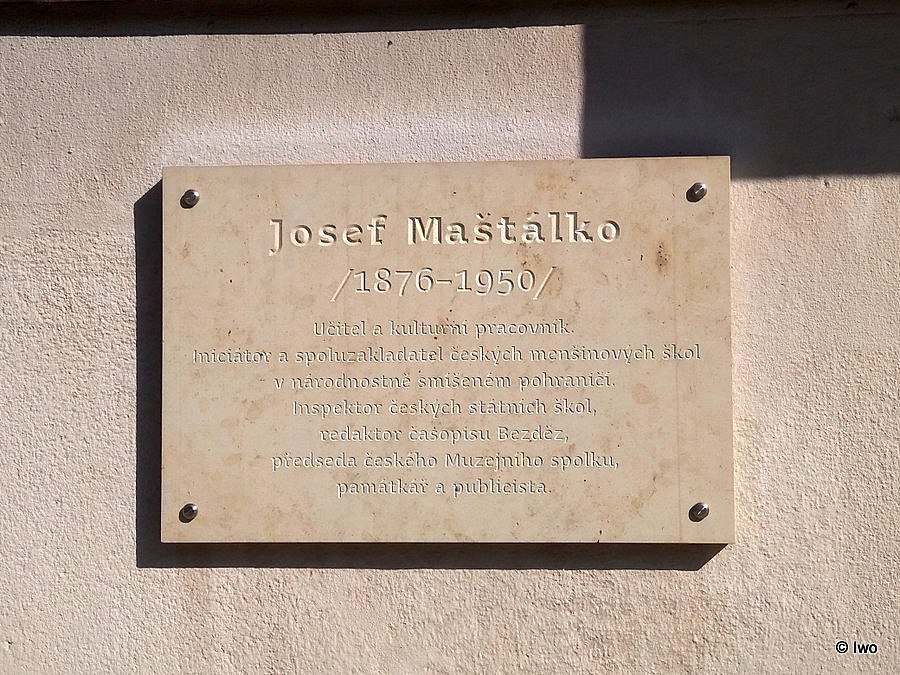 Josef Maštálko
/1876–1950/
Učitel a kulturní pracovník.
Iniciátor a spoluzakladatel českých menšinových škol
v národnostně smíšeném pohraničí.
Inspektor českých státních škol,
redaktor časopisu Bezděz,
předseda českého Muzejního spolku,
památkář a publicista.
© Iwo